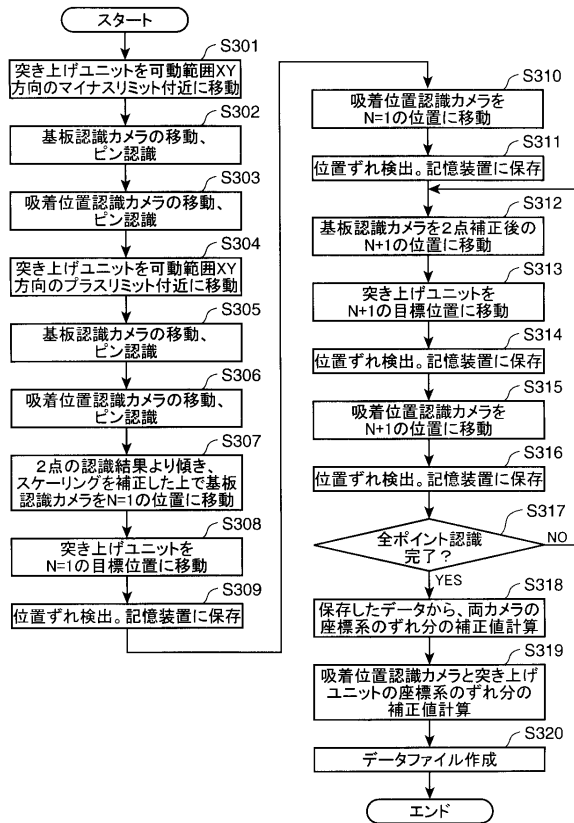 スタート
S301
突き上げユニットを可動範囲XY
方向のマイナスリミット付近に移動
S302
基板認識カメラの移動、
ピン認識
S303
吸着位置認識カメラの移動、
ピン認識
S304
突き上げユニットを可動範囲XY
方向のプラスリミット付近に移動
S305
基板認識カメラの移動、
ピン認識
S306
吸着位置認識カメラの移動、
ピン認識
S307
2点の認識結果より傾き、
スケーリングを補正した上で基板
認識カメラをN=1の位置に移動
S308
突き上げユニットを
N=1の目標位置に移動
S309
位置ずれ検出。記憶装置に保存
S310
吸着位置認識カメラを
N=1の位置に移動
S311
位置ずれ検出。記憶装置に保存
S312
基板認識カメラを2点補正後の
N+1の位置に移動
S313
突き上げユニットを
N+1の目標位置に移動
S314
位置ずれ検出。記憶装置に保存
S315
吸着位置認識カメラを
N+1の位置に移動
S316
位置ずれ検出。記憶装置に保存
S317
全ポイント認識
完了?
NO
YES
S318
保存したデータから、両カメラの
座標系のずれ分の補正値計算
S319
吸着位置認識カメラと突き上げ
ユニットの座標系のずれ分の
補正値計算
S320
データファイル作成
エンド